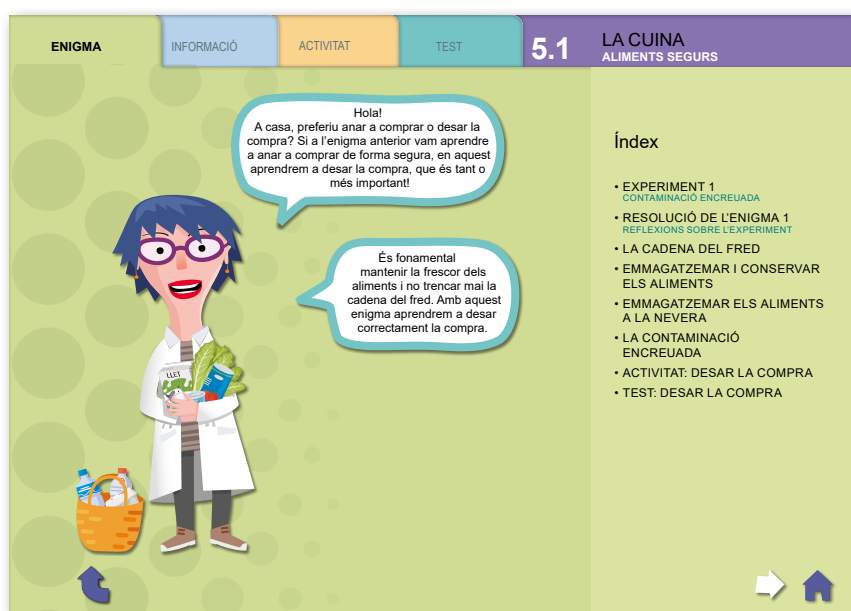 ENIGMA
INFORMACIÓ
ACTIVITAT
TEST
5.1
LA CUINA
ALIMENTS SEGURS
Hola!
A casa, preferiu anar a comprar o desar la
compra? Si a l'enigma anterior vam aprendre
a anar a comprar de forma segura, en aquest
aprendrem a desar la compra, que és tant o
més important!
És fonamental
mantenir la frescor dels
aliments i no trencar mai la
cadena del fred. Amb aquest
enigma aprendrem a desar
correctament la compra.
LLET
Índex
• EXPERIMENT 1
CONTAMINACIÓ ENCREUADA
• RESOLUCIÓ DE L'ENIGMA 1
REFLEXIONS SOBRE L'EXPERIMENT
• LA CADENA DEL FRED
• EMMAGATZEMAR I CONSERVAR
ELS ALIMENTS
• EMMAGATZEMAR ELS ALIMENTS
A LA NEVERA
• LA CONTAMINACIÓ
ENCREUADA
• ACTIVITAT: DESAR LA COMPRA
• TEST: DESAR LA COMPRA